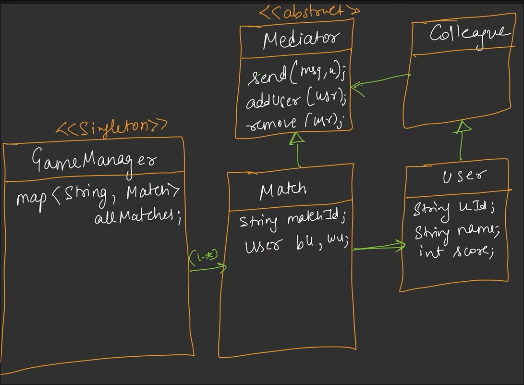 <<abstract>>
Mediator
send(msg,u);
addUser(usr);
remove(usr);
Colleague
<<Singleton>>
GameManager
map<String, Match>
allMatches;
(1-*)
Match
String matchId;
User bu, wu;
User
String uId;
String name;
int score;